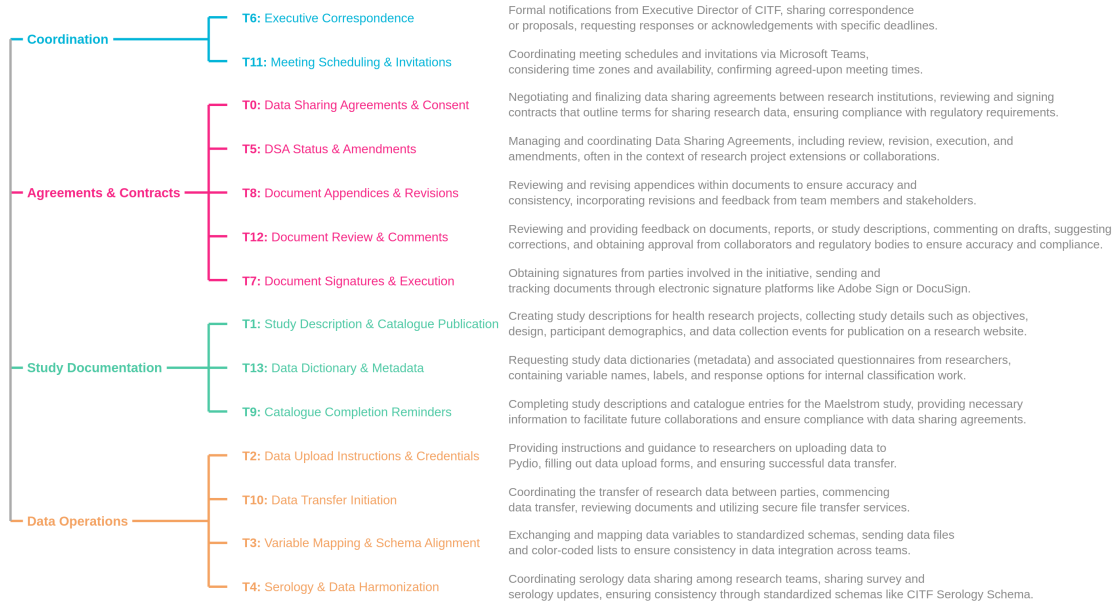 Coordination
T6: Executive Correspondence
Formal notifications from Executive Director of CITF, sharing correspondence
or proposals, requesting responses or acknowledgements with specific deadlines.
T11: Meeting Scheduling & Invitations
Coordinating meeting schedules and invitations via Microsoft Teams,
considering time zones and availability, confirming agreed-upon meeting times.
Agreements & Contracts
T0: Data Sharing Agreements & Consent
Negotiating and finalizing data sharing agreements between research institutions, reviewing and signing
contracts that outline terms for sharing research data, ensuring compliance with regulatory requirements.
T5: DSA Status & Amendments
Managing and coordinating Data Sharing Agreements, including review, revision, execution, and
amendments, often in the context of research project extensions or collaborations.
T8: Document Appendices & Revisions
Reviewing and revising appendices within documents to ensure accuracy and
consistency, incorporating revisions and feedback from team members and stakeholders.
T12: Document Review & Comments
Reviewing and providing feedback on documents, reports, or study descriptions, commenting on drafts, suggesting
corrections, and obtaining approval from collaborators and regulatory bodies to ensure accuracy and compliance.
T7: Document Signatures & Execution
Obtaining signatures from parties involved in the initiative, sending and
tracking documents through electronic signature platforms like Adobe Sign or DocuSign.
Study Documentation
T1: Study Description & Catalogue Publication
Creating study descriptions for health research projects, collecting study details such as objectives,
design, participant demographics, and data collection events for publication on a research website.
T13: Data Dictionary & Metadata
Requesting study data dictionaries (metadata) and associated questionnaires from researchers,
containing variable names, labels, and response options for internal classification work.
T9: Catalogue Completion Reminders
Completing study descriptions and catalogue entries for the Maelstrom study, providing necessary
information to facilitate future collaborations and ensure compliance with data sharing agreements.
Data Operations
T2: Data Upload Instructions & Credentials
Providing instructions and guidance to researchers on uploading data to
Pydio, filling out data upload forms, and ensuring successful data transfer.
T10: Data Transfer Initiation
Coordinating the transfer of research data between parties, commencing
data transfer, reviewing documents and utilizing secure file transfer services.
T3: Variable Mapping & Schema Alignment
Exchanging and mapping data variables to standardized schemas, sending data files
and color-coded lists to ensure consistency in data integration across teams.
T4: Serology & Data Harmonization
Coordinating serology data sharing among research teams, sharing survey and
serology updates, ensuring consistency through standardized schemas like CITF Serology Schema.